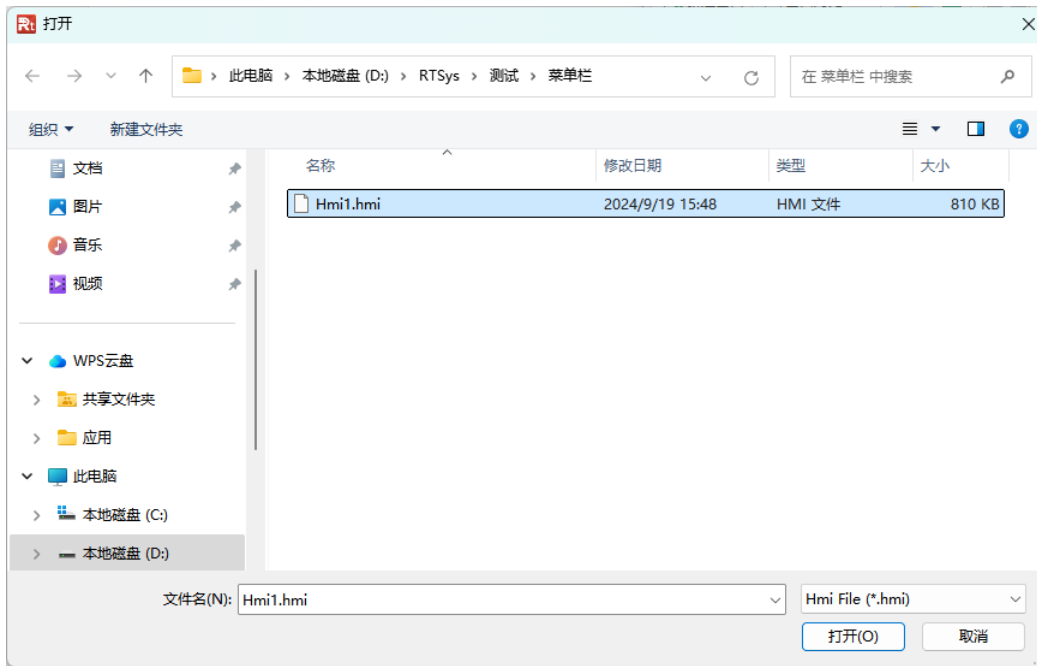 Rt 打开
此电脑 > 本地磁盘 (D:) > RTSys > 测试 > 菜单栏
在 菜单栏 中搜索
组织 新建文件夹
名称 修改日期 类型 大小
Hmi1.hmi 2024/9/19 15:48 HMI 文件 810 KB
文档
图片
音乐
视频
WPS云盘
共享文件夹
应用
此电脑
本地磁盘 (C:)
本地磁盘 (D:)
文件名(N): Hmi1.hmi Hmi File (*.hmi)
打开(O) 取消